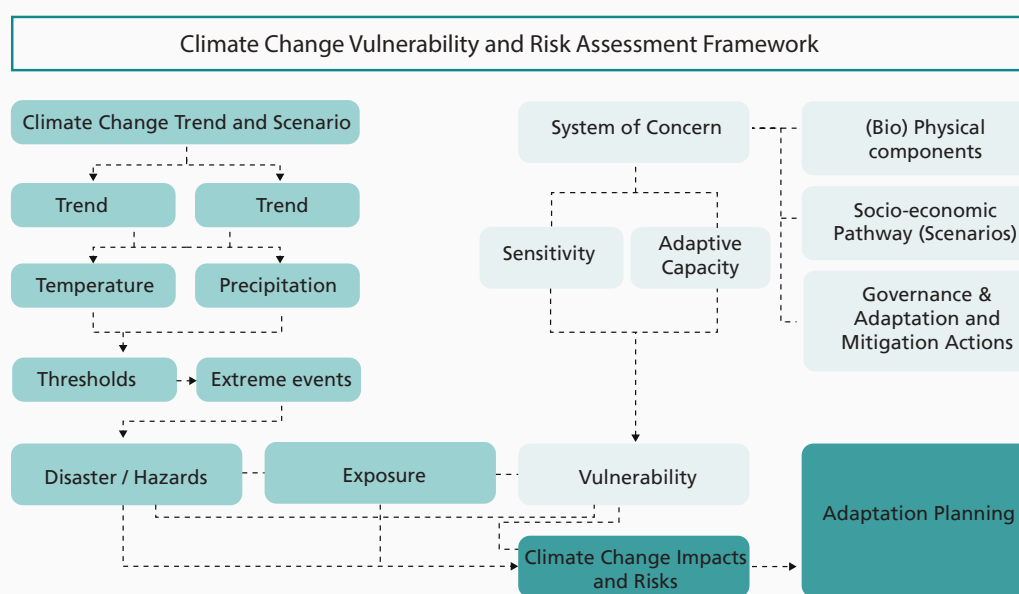 Climate Change Vulnerability and Risk Assessment Framework
Climate Change Trend and Scenario
Trend
Trend
Temperature
Precipitation
Thresholds
Extreme events
Disaster / Hazards
Exposure
System of Concern
Sensitivity
Adaptive
Capacity
Vulnerability
Climate Change Impacts
and Risks
(Bio) Physical
components
Socio-economic
Pathway (Scenarios)
Governance &
Adaptation and
Mitigation Actions
Adaptation Planning